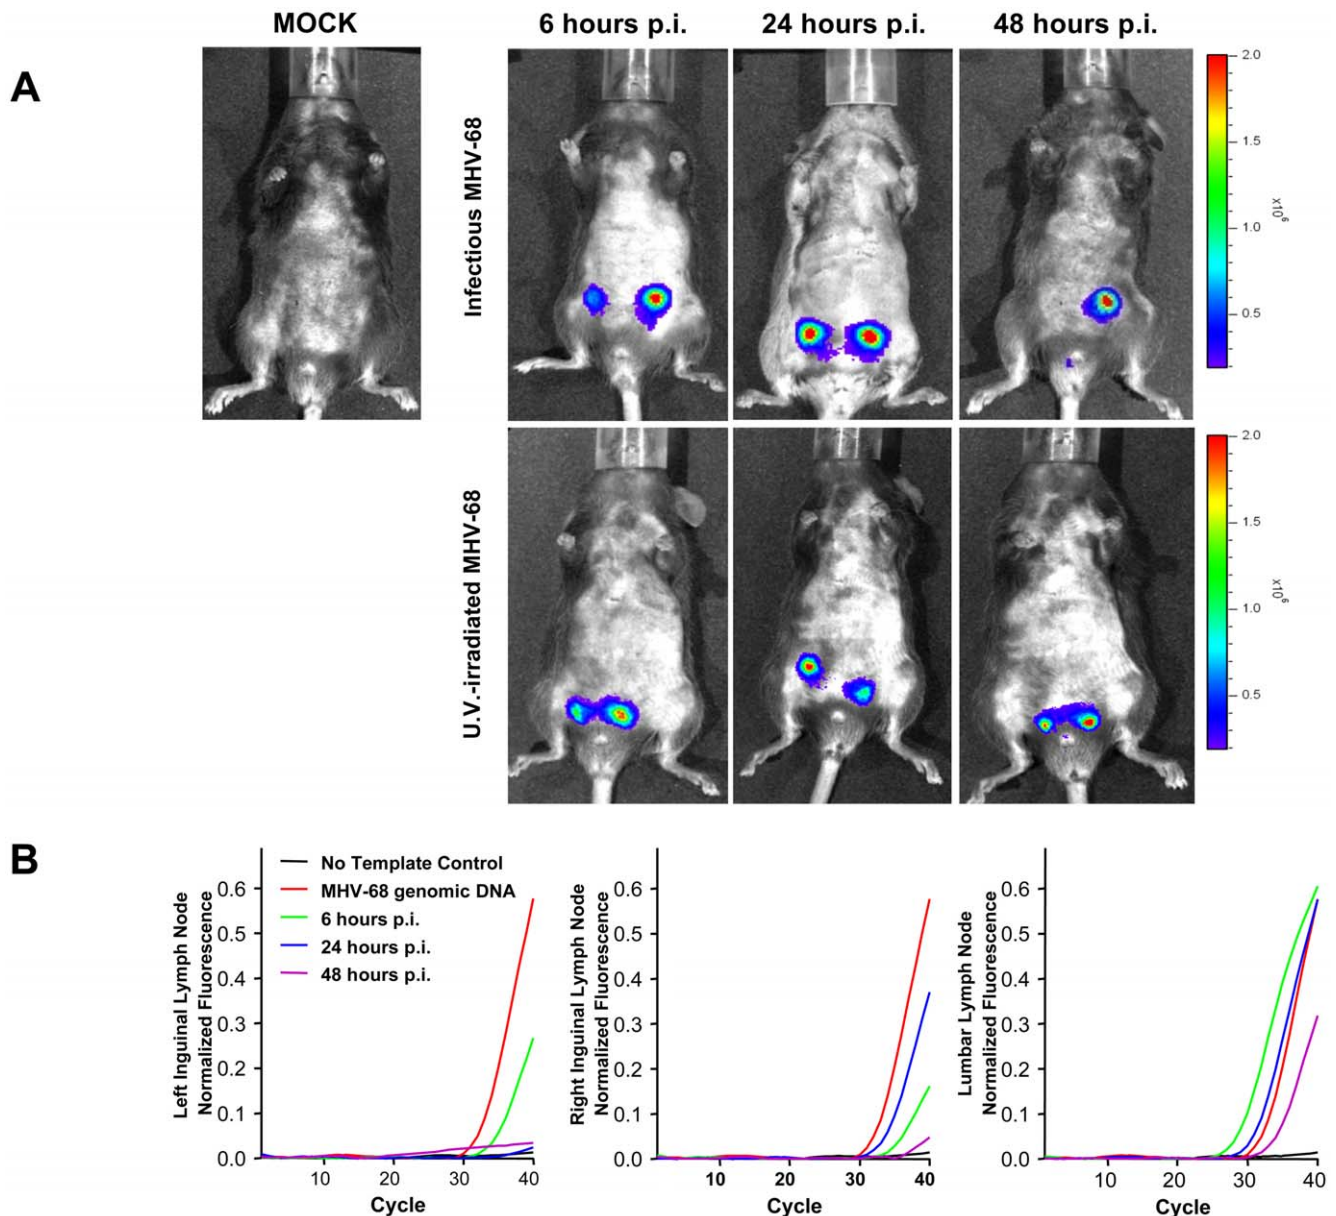 MOCK
6 hours p.i.
24 hours p.i.
48 hours p.i.
A
Infectious MHV-68
2.0
1.5
1.0
0.5
x10^6
U.V.-irradiated MHV-68
2.0
1.5
1.0
0.5
x10^6
B
Left Inguinal Lymph Node
Normalized Fluorescence
0.6
0.5
0.4
0.3
0.2
0.1
0.0
No Template Control
MHV-68 genomic DNA
6 hours p.i.
24 hours p.i.
48 hours p.i.
10 20 30 40
Cycle
Right Inguinal Lymph Node
Normalized Fluorescence
0.6
0.5
0.4
0.3
0.2
0.1
0.0
10 20 30 40
Cycle
Lumbar Lymph Node
Normalized Fluorescence
0.6
0.5
0.4
0.3
0.2
0.1
0.0
10 20 30 40
Cycle